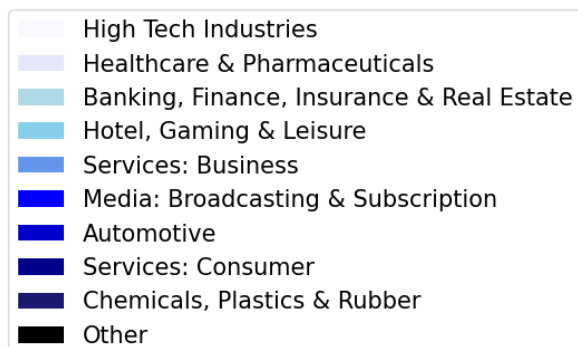 High Tech Industries
Healthcare & Pharmaceuticals
Banking, Finance, Insurance & Real Estate
Hotel, Gaming & Leisure
Services: Business
Media: Broadcasting & Subscription
Automotive
Services: Consumer
Chemicals, Plastics & Rubber
Other